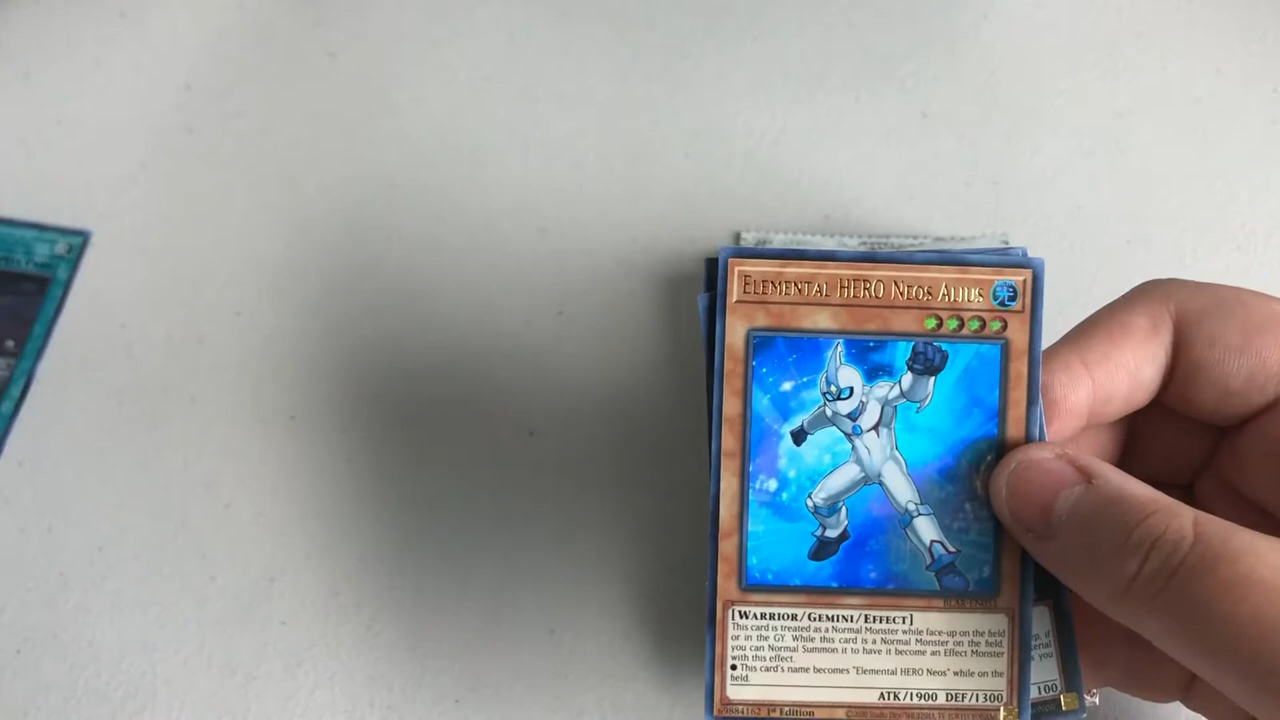 ELEMENTAL HERO NEOS ALIUS
光
[WARRIOR/GEMINI/EFFECT]
This card is treated as a Normal Monster while face-up on the field
or in the GY. While this card is a Normal Monster on the field,
you can Normal Summon it to have it become an Effect Monster
with this effect.
● This card's name becomes "Elemental HERO Neos" while on the
field.
ATK/1900 DEF/1300
69884162 1st Edition
100